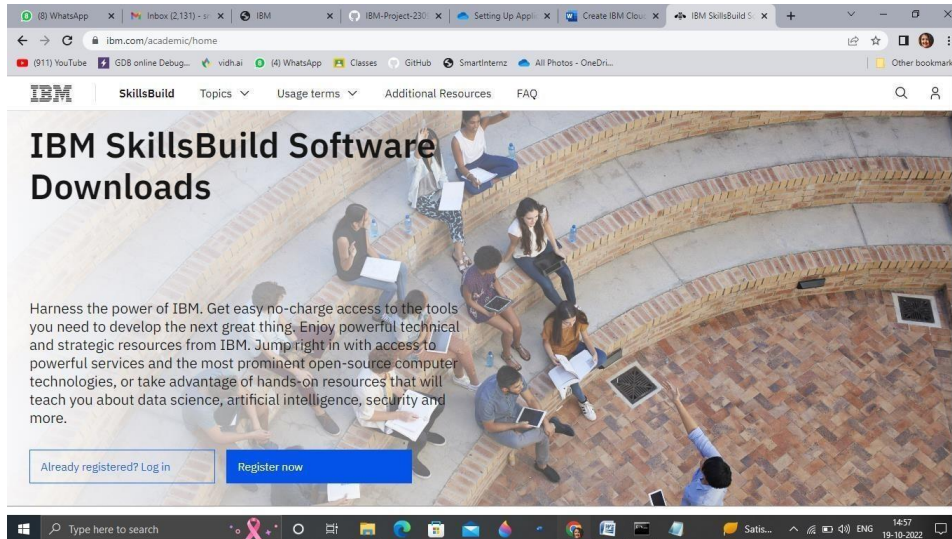 (8) WhatsApp
Inbox (2,131) - sr
IBM
IBM-Project-230
Setting Up Applic
Create IBM Clou
IBM SkillsBuild S
ibm.com/academic/home
(911) YouTube
GDB online Debug...
vidh.ai
(4) WhatsApp
Classes
GitHub
SmartInternz
All Photos - OneDri...
Other bookmark
IBM
SkillsBuild
Topics
Usage terms
Additional Resources
FAQ
IBM SkillsBuild Software
Downloads
Harness the power of IBM. Get easy no-charge access to the tools
you need to develop the next great thing. Enjoy powerful technical
and strategic resources from IBM. Jump right in with access to
powerful services and the most prominent open-source computer
technologies, or take advantage of hands-on resources that will
teach you about data science, artificial intelligence, security and
more.
Already registered? Log in
Register now
Type here to search
Satis...
ENG
14:57
19-10-2022